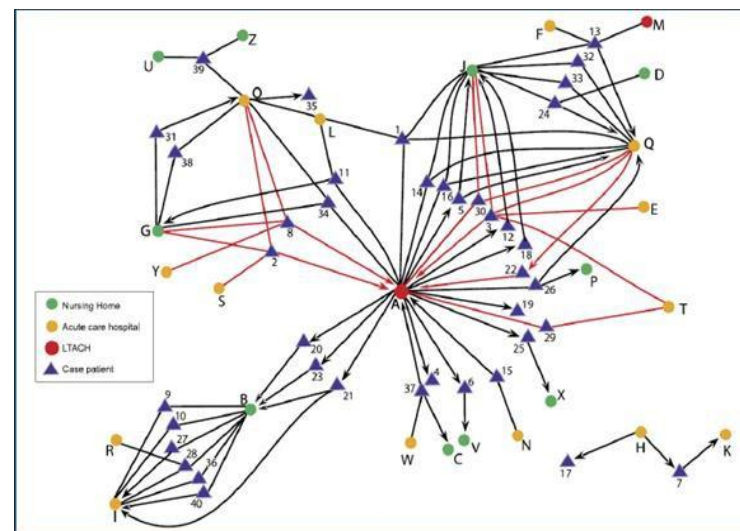 Z
F
13
M
U
39
32
J
33
D
O
35
24
L
1
31
Q
38
11
14
16
5
30
34
3
E
G
8
12
18
2
22
Y
26
P
S
A
19
T
29
25
Nursing Home
Acute care hospital
LTACH
Case patient
20
23
4
6
15
9
21
37
X
B
10
27
R
28
W
C
V
N
H
K
36
17
7
40
I